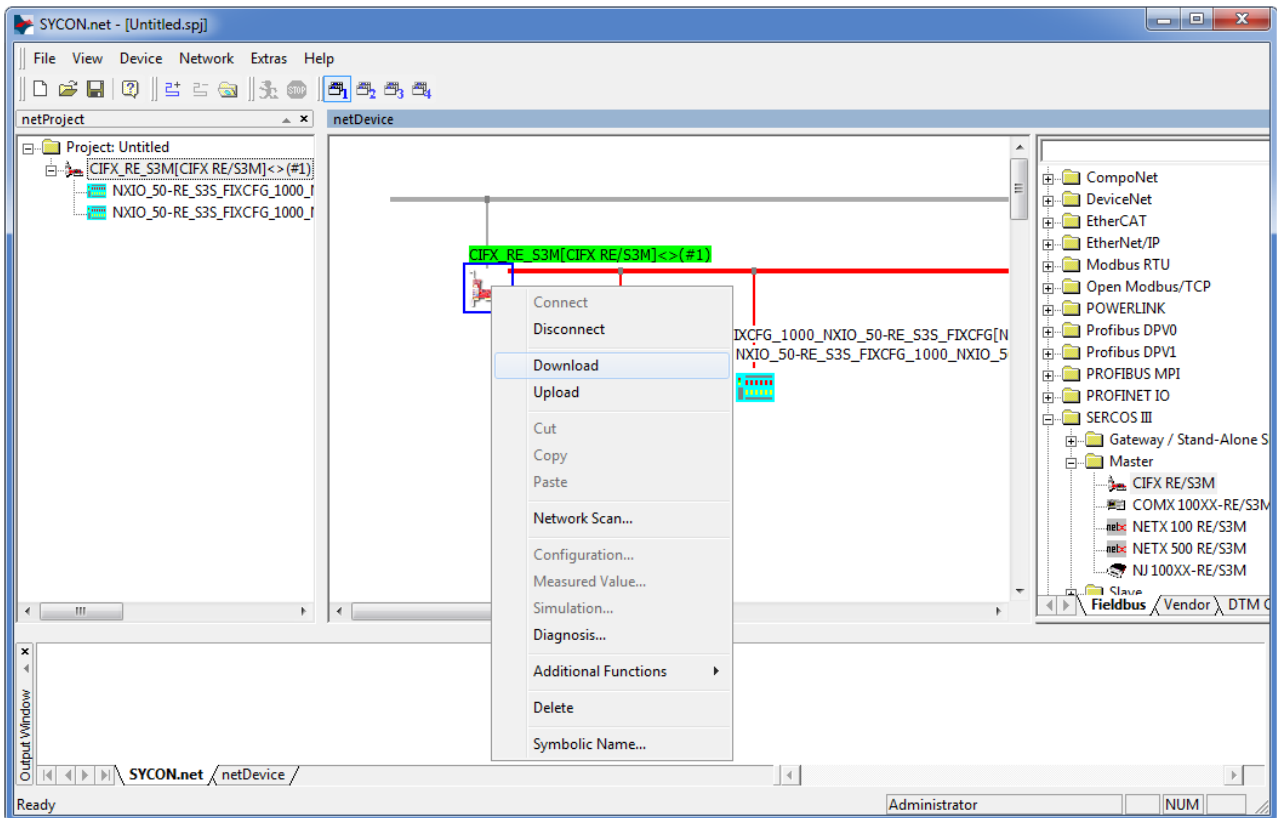 SYCON.net - [Untitled.spj]
File View Device Network Extras Help
netProject
netDevice
Project: Untitled
CIFX_RE_S3M[CIFX RE/S3M]<>(#1)
NXIO_50-RE_S3S_FIXCFG_1000_
NXIO_50-RE_S3S_FIXCFG_1000_
CIFX_RE_S3M[CIFX RE/S3M]<>(#1)
IXCFG_1000_NXIO_50-RE_S3S_FIXCFG[N
NXIO_50-RE_S3S_FIXCFG_1000_NXIO_5
Connect
Disconnect
Download
Upload
Cut
Copy
Paste
Network Scan...
Configuration...
Measured Value...
Simulation...
Diagnosis...
Additional Functions
Delete
Symbolic Name...
CompoNet
DeviceNet
EtherCAT
EtherNet/IP
Modbus RTU
Open Modbus/TCP
POWERLINK
Profibus DPV0
Profibus DPV1
PROFIBUS MPI
PROFINET IO
SERCOS III
Gateway / Stand-Alone S
Master
CIFX RE/S3M
COMX 100XX-RE/S3M
netX NETX 100 RE/S3M
netX NETX 500 RE/S3M
NJ 100XX-RE/S3M
Slave
Fieldbus Vendor DTM C
Output Window
SYCON.net netDevice
Ready
Administrator
NUM